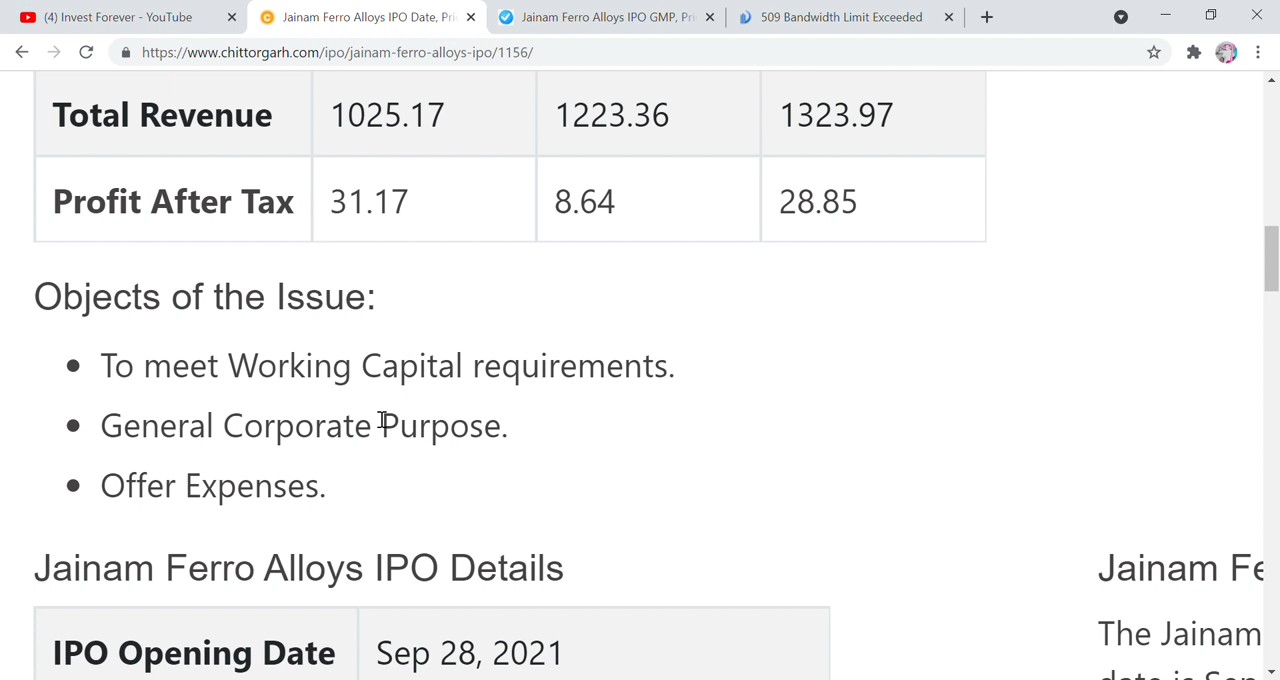 (4) Invest Forever - YouTube
Jainam Ferro Alloys IPO Date, Pri
Jainam Ferro Alloys IPO GMP, Pri
509 Bandwidth Limit Exceeded
https://www.chittorgarh.com/ipo/jainam-ferro-alloys-ipo/1156/
Total Revenue 1025.17 1223.36 1323.97
Profit After Tax 31.17 8.64 28.85
Objects of the Issue:
• To meet Working Capital requirements.
• General Corporate Purpose.
• Offer Expenses.
Jainam Ferro Alloys IPO Details
IPO Opening Date Sep 28, 2021
Jainam Fe
The Jainam
date is Sep